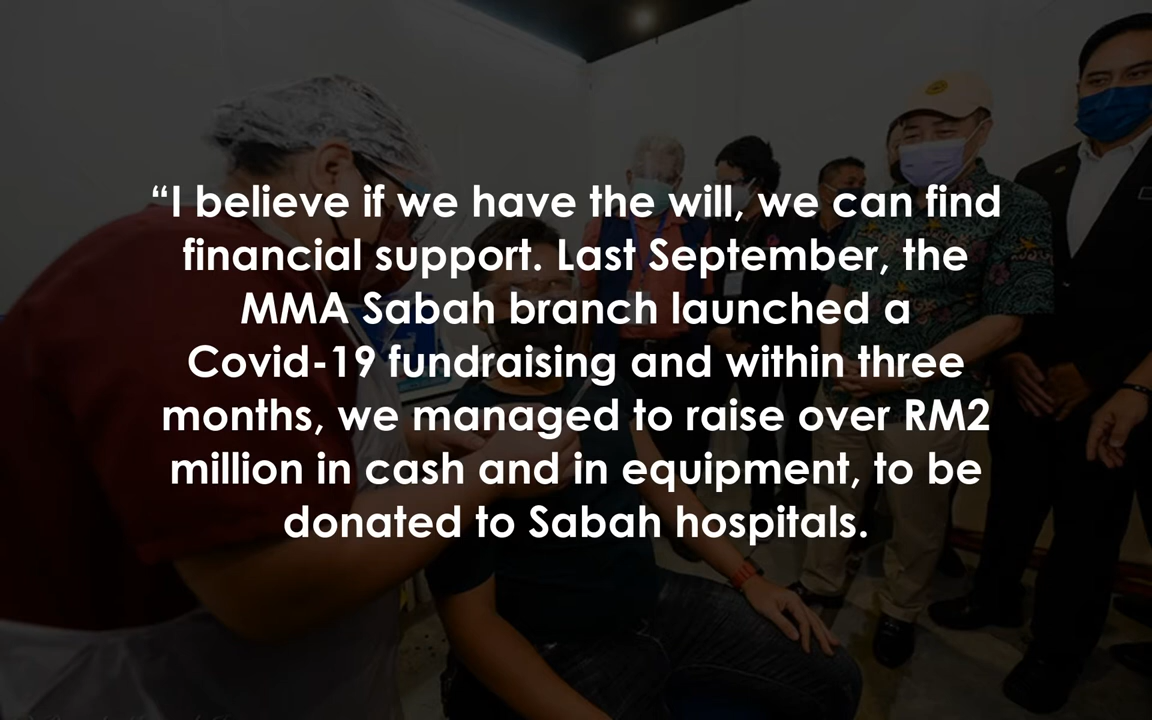 “I believe if we have the will, we can find
financial support. Last September, the
MMA Sabah branch launched a
Covid-19 fundraising and within three
months, we managed to raise over RM2
million in cash and in equipment, to be
donated to Sabah hospitals.